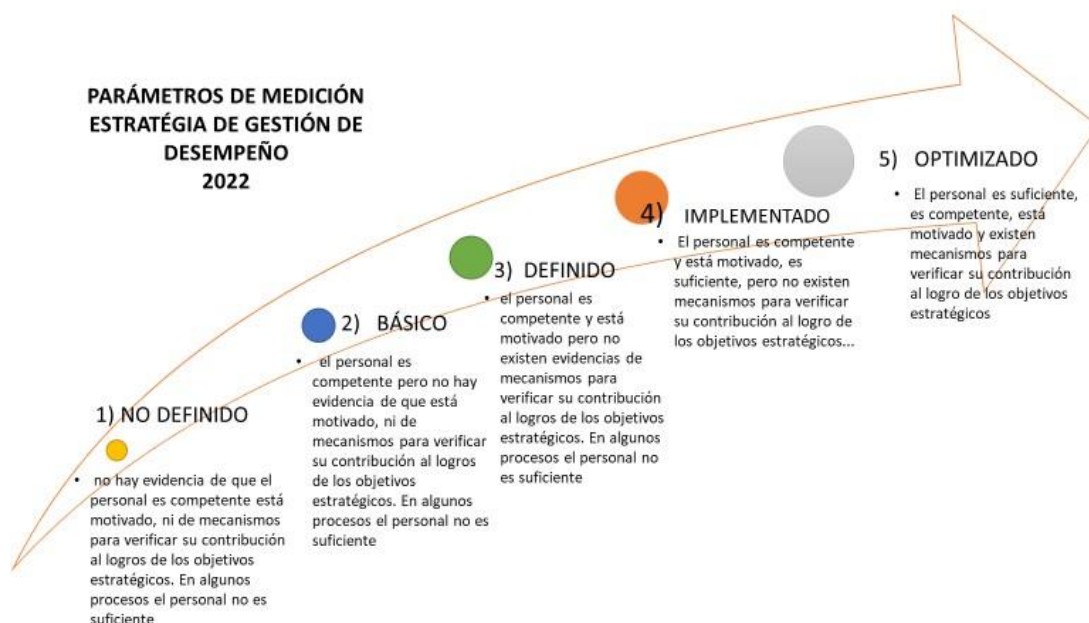 PARÁMETROS DE MEDICIÓN
ESTRATÉGIA DE GESTIÓN DE
DESEMPEÑO
2022
1) NO DEFINIDO
• no hay evidencia de que el
personal es competente está
motivado, ni de mecanismos
para verificar su contribución
al logros de los objetivos
estratégicos. En algunos
procesos el personal no es
suficiente
2) BÁSICO
• el personal es
competente pero no hay
evidencia de que está
motivado, ni de
mecanismos para verificar
su contribución al logros
de los objetivos
estratégicos. En algunos
procesos el personal no es
suficiente
3) DEFINIDO
• el personal es
competente y está
motivado pero no
existen evidencias de
mecanismos para
verificar su contribución
al logros de los objetivos
estratégicos. En algunos
procesos el personal no
es suficiente
4) IMPLEMENTADO
• El personal es competente
y está motivado, es
suficiente, pero no existen
mecanismos para verificar
su contribución al logro de
los objetivos estratégicos...
5) OPTIMIZADO
• El personal es suficiente,
es competente, está
motivado y existen
mecanismos para
verificar su contribución
al logro de los objetivos
estratégicos